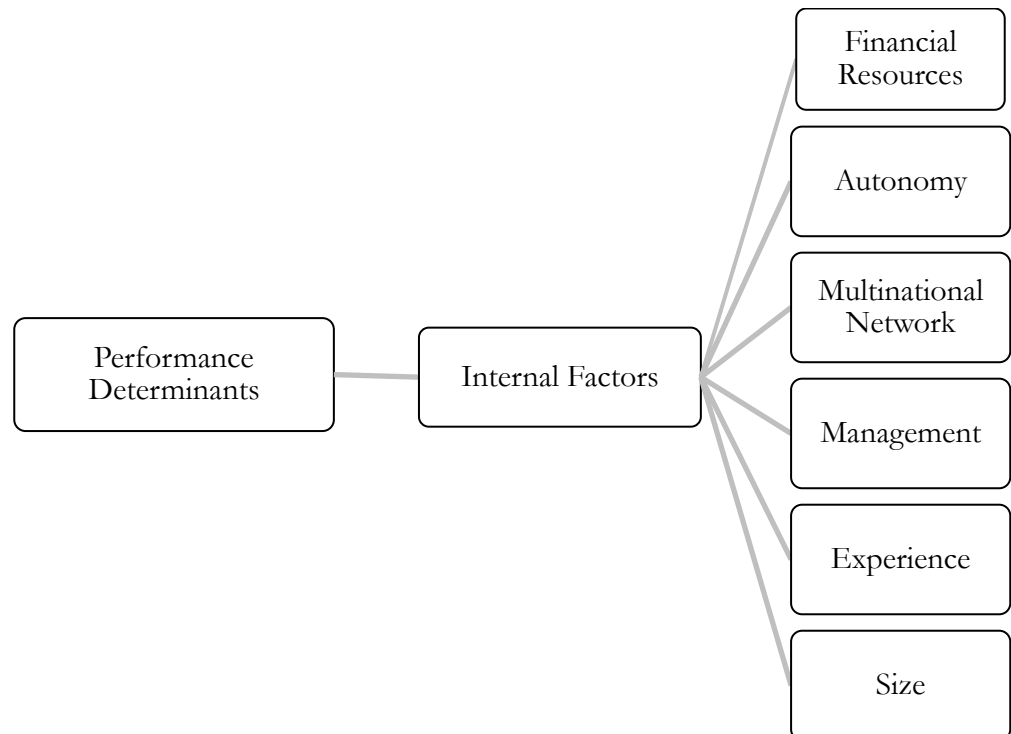 Performance
Determinants
Internal Factors
Financial
Resources
Autonomy
Multinational
Network
Management
Experience
Size